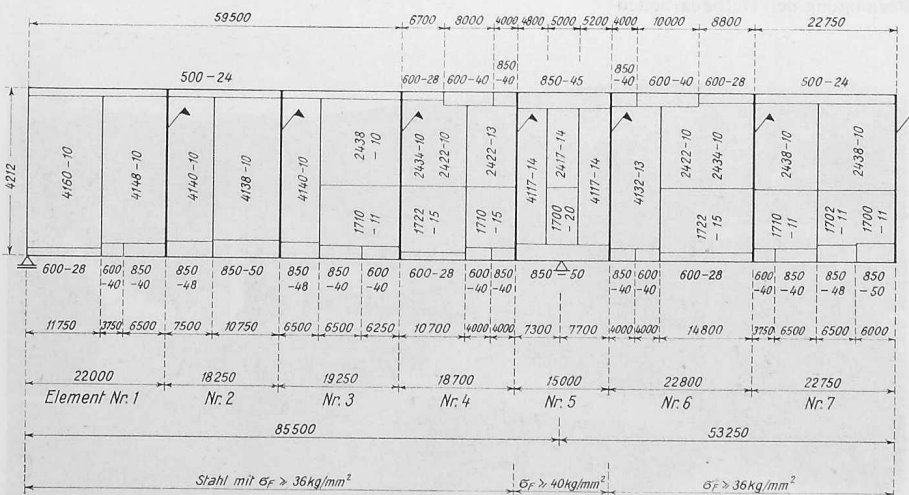 59500 6700 8000 4000 4800 5000 5200 4000 10000 8800 22750
500-24 600-28 600-40 850-40 850-45 850-40 600-40 600-28 500-24
4212
4160-10 4148-10 4140-10 4138-10 4140-10 2438-10 2434-10 2422-10 2422-13 4117-14 2417-14 4117-14 4132-13 2422-10 2434-10 2438-10 2438-10
1710-11 1722-15 1710-15 1700-20 1722-15 1710-11 1702-11 1700-11
600-28 600-40 850-40 850-48 850-50 850-48 850-40 600-40 600-28 600-40 850-40 850-50 850-40 600-40 600-28 600-40 850-40 850-48 850-50
11750 3750 6500 7500 10750 6500 6500 6250 10700 4000 4000 7300 7700 4000 4000 14800 3750 6500 6500 6000
22000 18250 19250 18700 15000 22800 22750
Element Nr. 1 Nr. 2 Nr. 3 Nr. 4 Nr. 5 Nr. 6 Nr. 7
85500 53250
Stahl mit σF ≥ 36kg/mm² σF ≥ 40kg/mm² σF ≥ 36kg/mm²